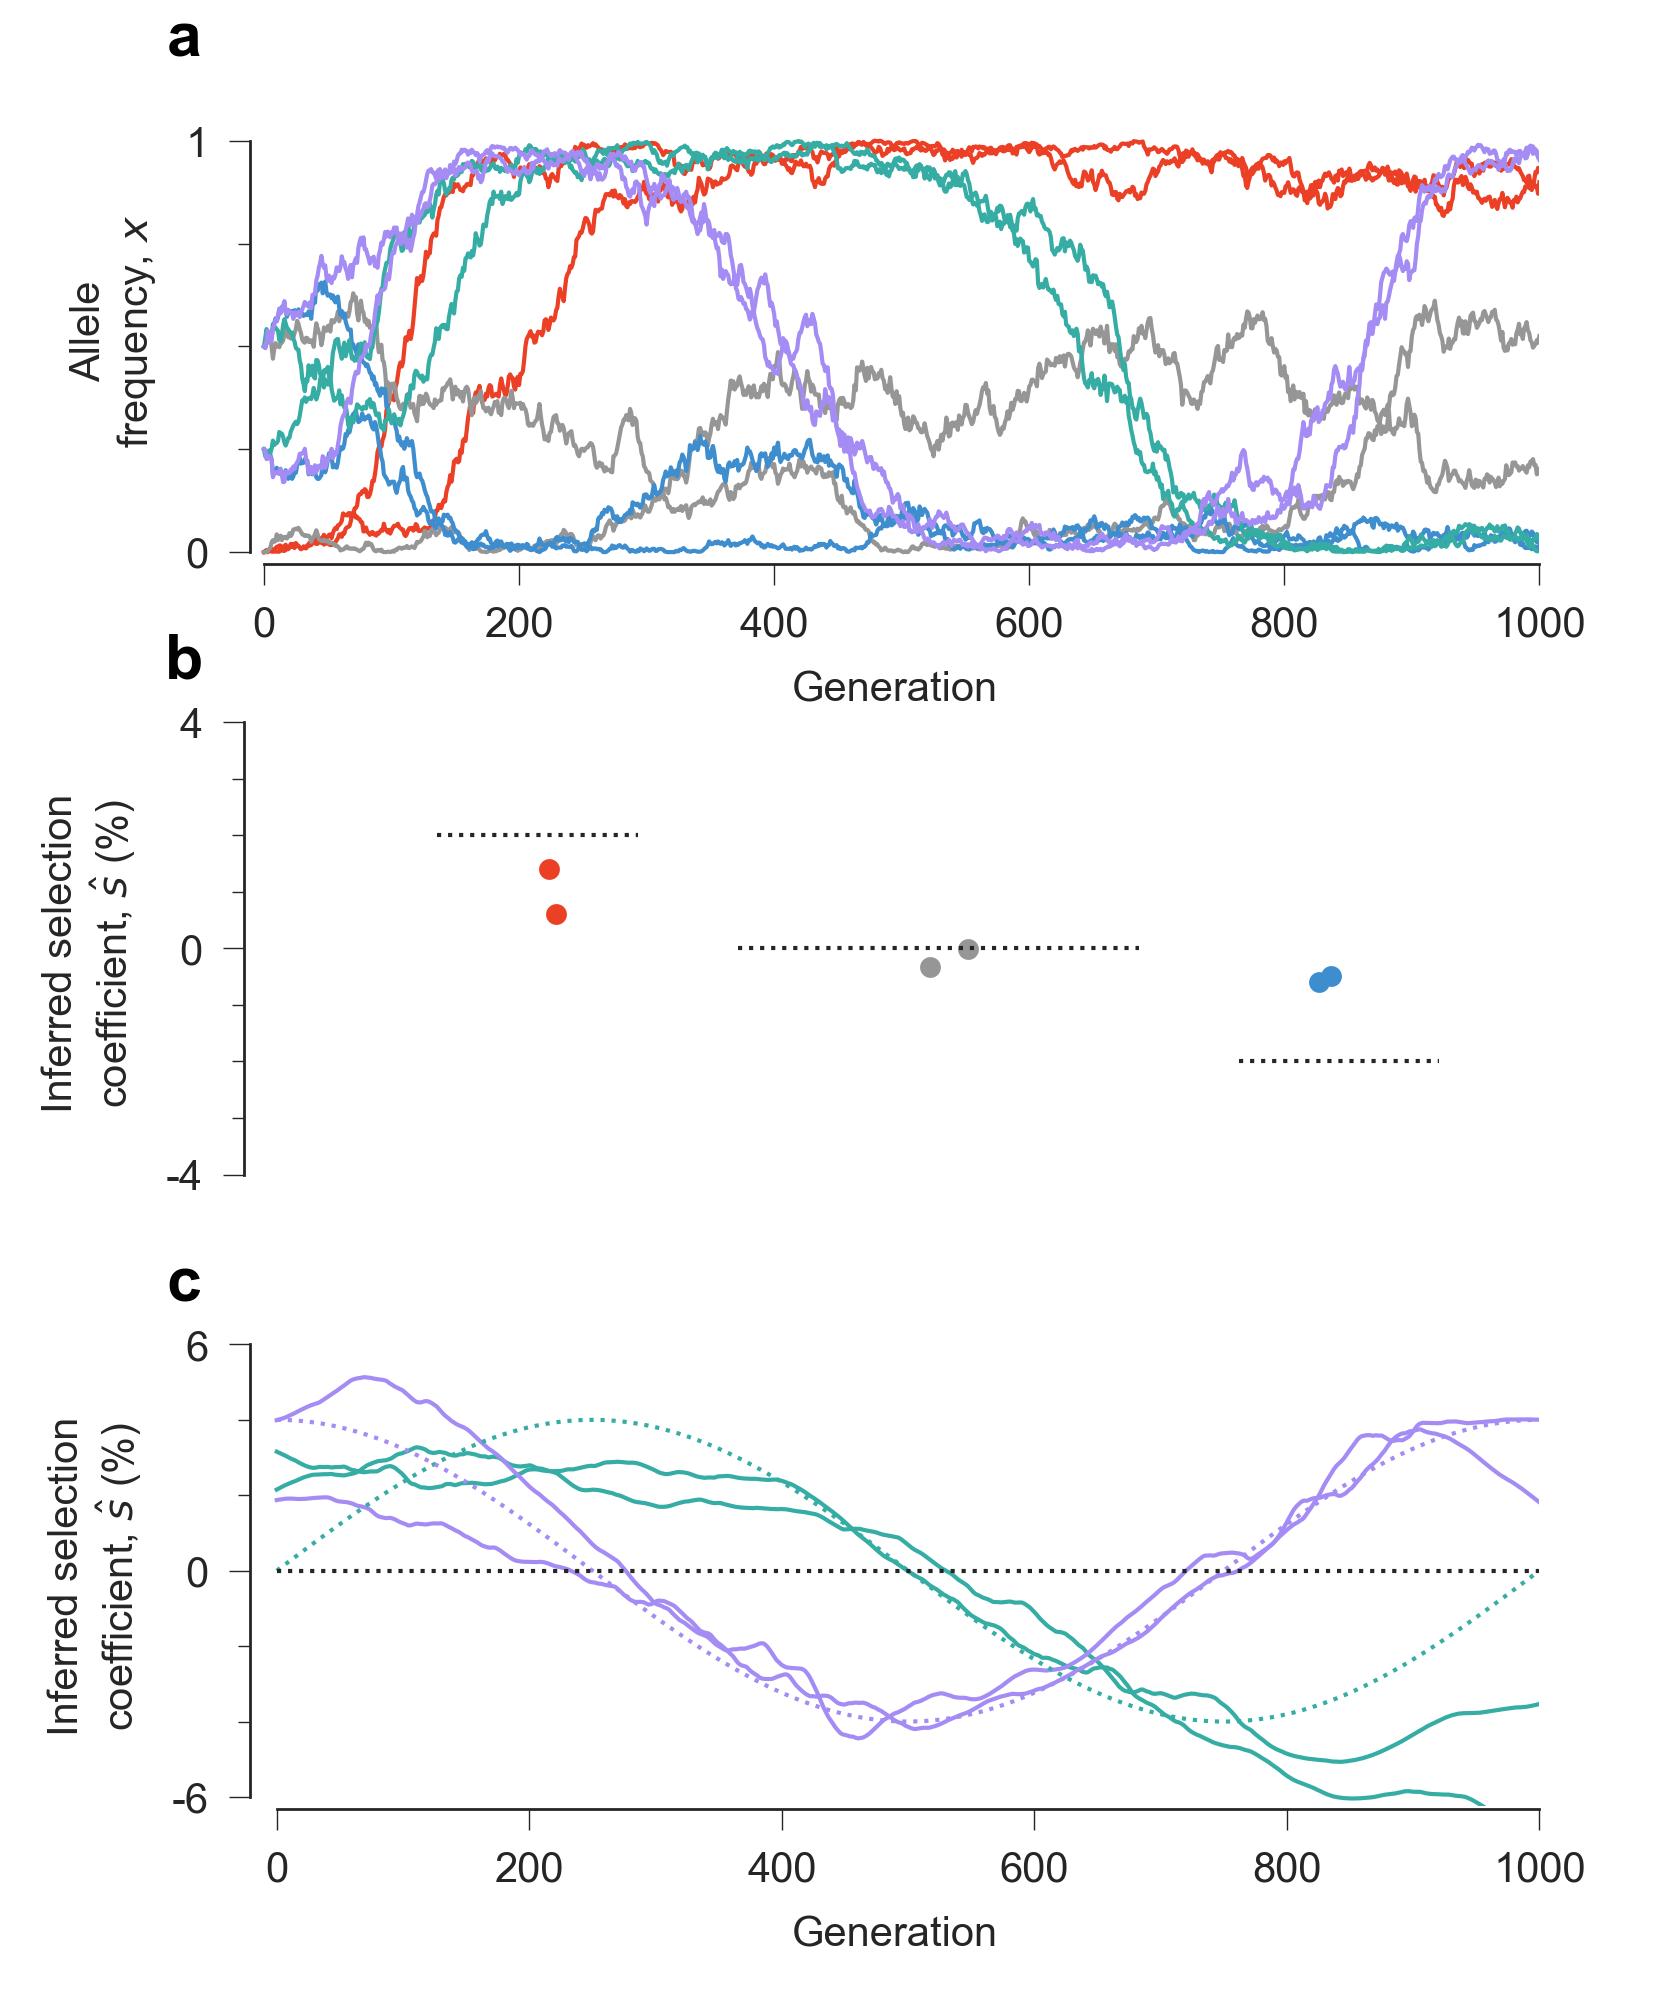 a
Allele
frequency, x
1
0
0 200 400 600 800 1000
Generation
b
Inferred selection
coefficient, ŝ (%)
4
0
-4
c
Inferred selection
coefficient, ŝ (%)
6
0
-6
0 200 400 600 800 1000
Generation